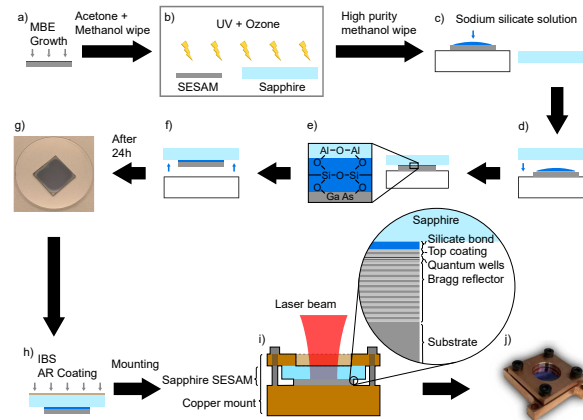 a)
MBE
Growth
Acetone +
Methanol wipe
b)
UV + Ozone
SESAM
Sapphire
High purity
methanol wipe
c)
Sodium silicate solution
g)
After
24h
f)
e)
Al-O-Al
O O
Si Si
O O
Ga As
d)
Sapphire
Silicate bond
Top coating
Quantum wells
Bragg reflector
Substrate
h)
IBS
AR Coating
Mounting
Laser beam
i)
Sapphire SESAM
Copper mount
j)